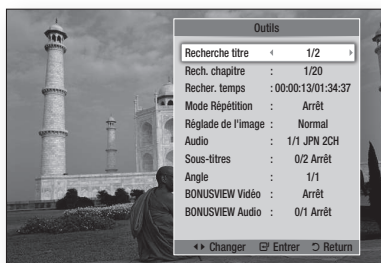 Outils
Recherche titre ◂ 1/2 ▸
Rech. chapitre : 1/20
Recher. temps : 00:00:13/01:34:37
Mode Répétition : Arrêt
Réglade de l'image : Normal
Audio : 1/1 JPN 2CH
Sous-titres : 0/2 Arrêt
Angle : 1/1
BONUSVIEW Vidéo : Arrêt
BONUSVIEW Audio : 0/1 Arrêt
◂▸ Changer Entrer Return